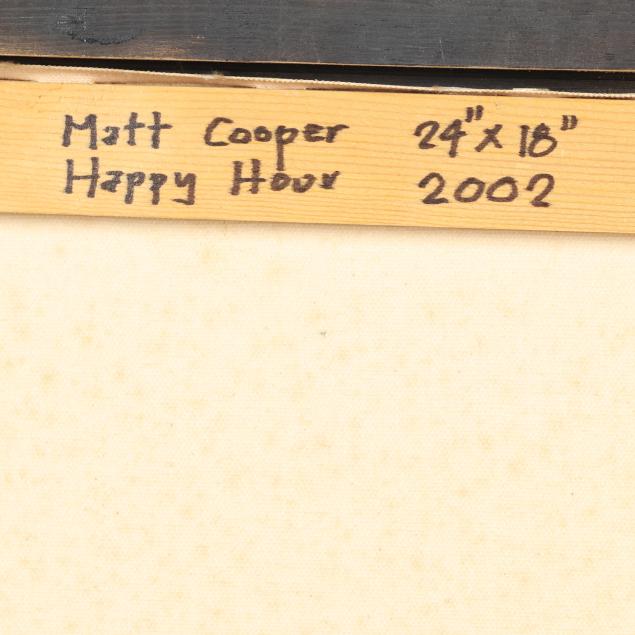 Matt Cooper 24" x 18"
Happy Hour 2002